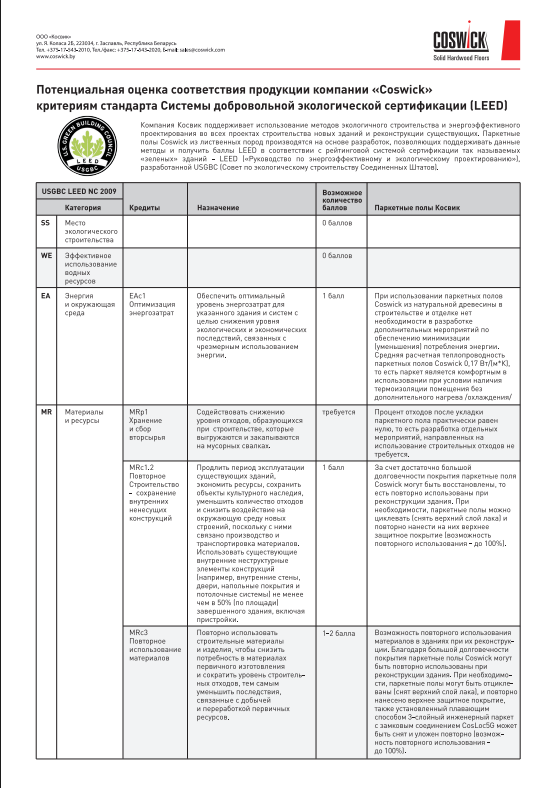 ООО «Косвик»
ул. Я. Коласа 2Б, 223034, г. Заславль, Республика Беларусь
Тел. +375-17-543-2010, Тел./факс: +375-17-543-2020, E-mail: sales@coswick.com
www.coswick.by
COSWICK
Solid Hardwood Floors
Потенциальная оценка соответствия продукции компании «Coswick»
критериям стандарта Системы добровольной экологической сертификации (LEED)
U.S. GREEN BUILDING COUNCIL
LEED
USGBC
Компания Косвик поддерживает использование методов экологичного строительства и энергоэффективного
проектирования во всех проектах строительства новых зданий и реконструкции существующих. Паркетные
полы Косвик из лиственных пород производятся на основе разработок, позволяющих поддерживать данные
методы и получить баллы LEED в соответствии с рейтинговой системой сертификации так называемых
«зеленых» зданий – LEED («Руководство по энергоэффективному и экологическому проектированию»),
разработанной USGBC (Совет по экологическому строительству Соединенных Штатов).
USGBC LEED NC 2009
Категория
Кредиты
Назначение
Возможное
количество
баллов
Паркетные полы Косвик
SS
Место
экологического
строительства
0 баллов
WE
Эффективное
использование
водных
ресурсов
0 баллов
EA
Энергия
и окружающая
среда
EAc1
Оптимизация
энергозатрат
Обеспечить оптимальный
уровень энергозатрат для
указанного здания и систем с
целью снижения уровня
экологических и экономических
последствий, связанных с
чрезмерным использованием
энергии.
1 балл
При использовании паркетных полов
Coswick из натуральной древесины в
строительстве и отделке нет
необходимости в разработке
дополнительных мероприятий по
обеспечению минимизации
(уменьшения) потребления энергии.
Средняя расчетная теплопроводность
паркетных полов Coswick 0,17 Вт/(м*К),
то есть паркет является комфортным в
использовании при условии наличия
термоизоляции помещения без
дополнительного нагрева /охлаждения/
MR
Материалы
и ресурсы
MRp1
Хранение
и сбор
вторсырья
Содействовать снижению
уровня отходов, образующихся
при строительстве, которые
выгружаются и закапываются
на мусорных свалках.
требуется
Процент отходов после укладки
паркетного пола практически равен
нулю, то есть разработка отдельных
мероприятий, направленных на
использование строительных отходов не
требуется.
MRc1,2
Повторное
Строительство
– сохранение
внутренних
ненесущих
конструкций
Продлить период эксплуатации
существующих зданий,
экономить ресурсы, сохранить
объекты культурного наследия,
уменьшить количество отходов
и снизить воздействие на
окружающую среду новых
строений, поскольку с ними
связано производство и
транспортировка материалов.
Использовать существующие
внутренние неструктурные
элементы конструкций
(например, внутренние стены,
двери, напольные покрытия и
потолочные системы) не менее
чем в 50% (по площади)
завершенного здания, включая
пристройки.
1 балл
За счет достаточно большой
долговечности покрытия паркетные поля
Coswick могут быть восстановлены, то
есть повторно использованы при
реконструкции здания. При
необходимости, паркетные полы можно
циклевать (снять верхний слой лака) и
повторно нанести на них верхнее
защитное покрытие (возможность
повторного использования – до 100%).
MRc3
Повторное
использование
материалов
Повторно использовать
строительные материалы
и изделия, чтобы снизить
потребность в материалах
первичного изготовления
и сократить уровень строитель-
ных отходов, тем самым
уменьшить последствия,
связанные с добычей
и переработкой первичных
ресурсов.
1–2 балла
Возможность повторного использования
материалов в зданиях при их реконструк-
ции. Благодаря большой долговечности
покрытия паркетные полы Coswick могут
быть повторно использованы при
реконструкции здания. При необходимо-
сти, паркетные полы могут быть отцикле-
ваны (снят верхний слой лака), и повторно
нанесено верхнее защитное покрытие,
также установленный плавающим
способом 3-слойный инженерный паркет
с замковым соединением CosLoc5G может
быть снят и уложен повторно (возмож-
ность повторного использования –
до 100%).